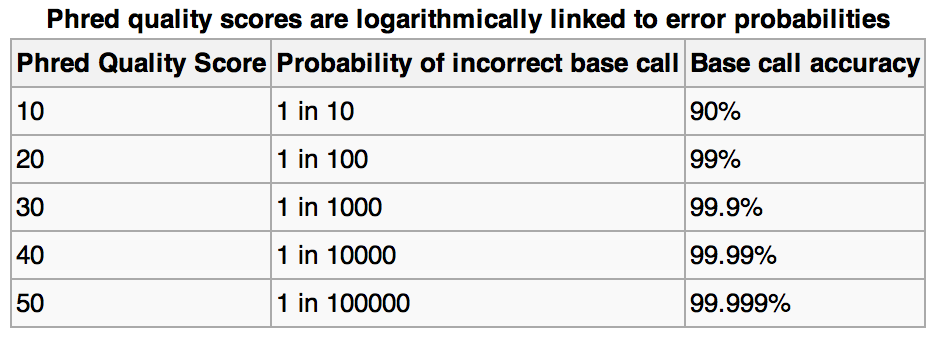 Phred quality scores are logarithmically linked to error probabilities
Phred Quality Score Probability of incorrect base call Base call accuracy
10 1 in 10 90%
20 1 in 100 99%
30 1 in 1000 99.9%
40 1 in 10000 99.99%
50 1 in 100000 99.999%